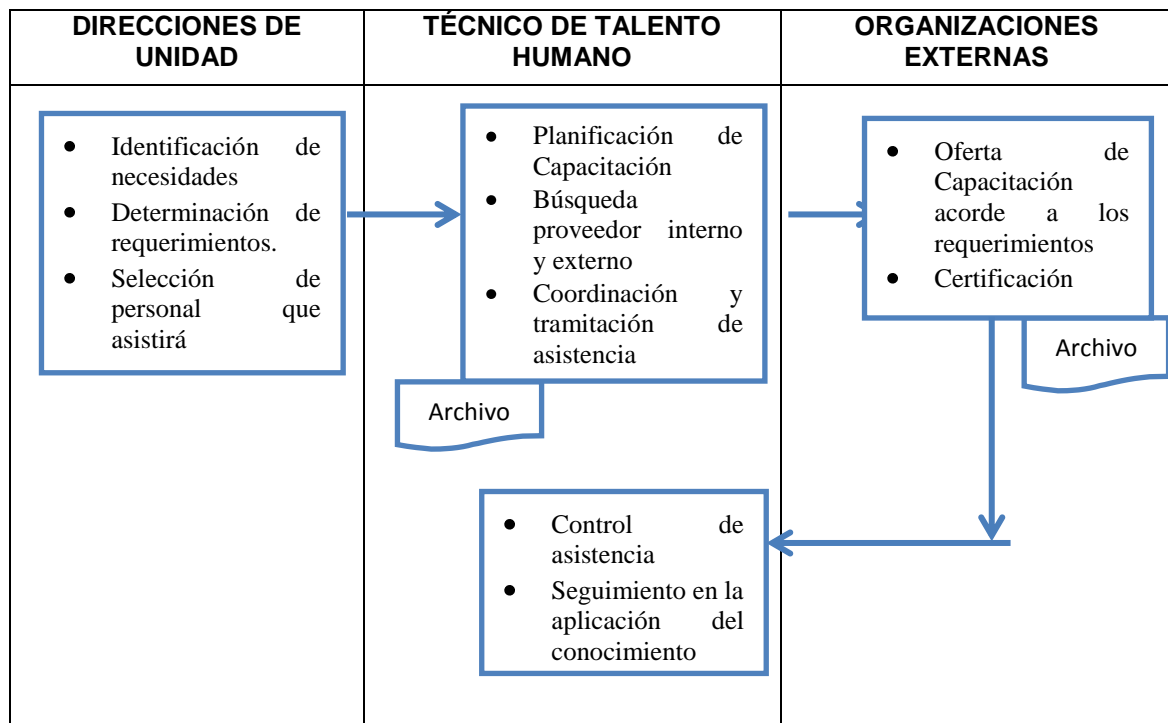 DIRECCIONES DE
UNIDAD
TÉCNICO DE TALENTO
HUMANO
ORGANIZACIONES
EXTERNAS
• Identificación de
necesidades
• Determinación de
requerimientos.
• Selección de
personal que
asistirá
• Planificación de
Capacitación
• Búsqueda
proveedor interno
y externo
• Coordinación y
tramitación de
asistencia
Archivo
• Oferta de
Capacitación
acorde a los
requerimientos
• Certificación
Archivo
• Control de
asistencia
• Seguimiento en la
aplicación del
conocimiento